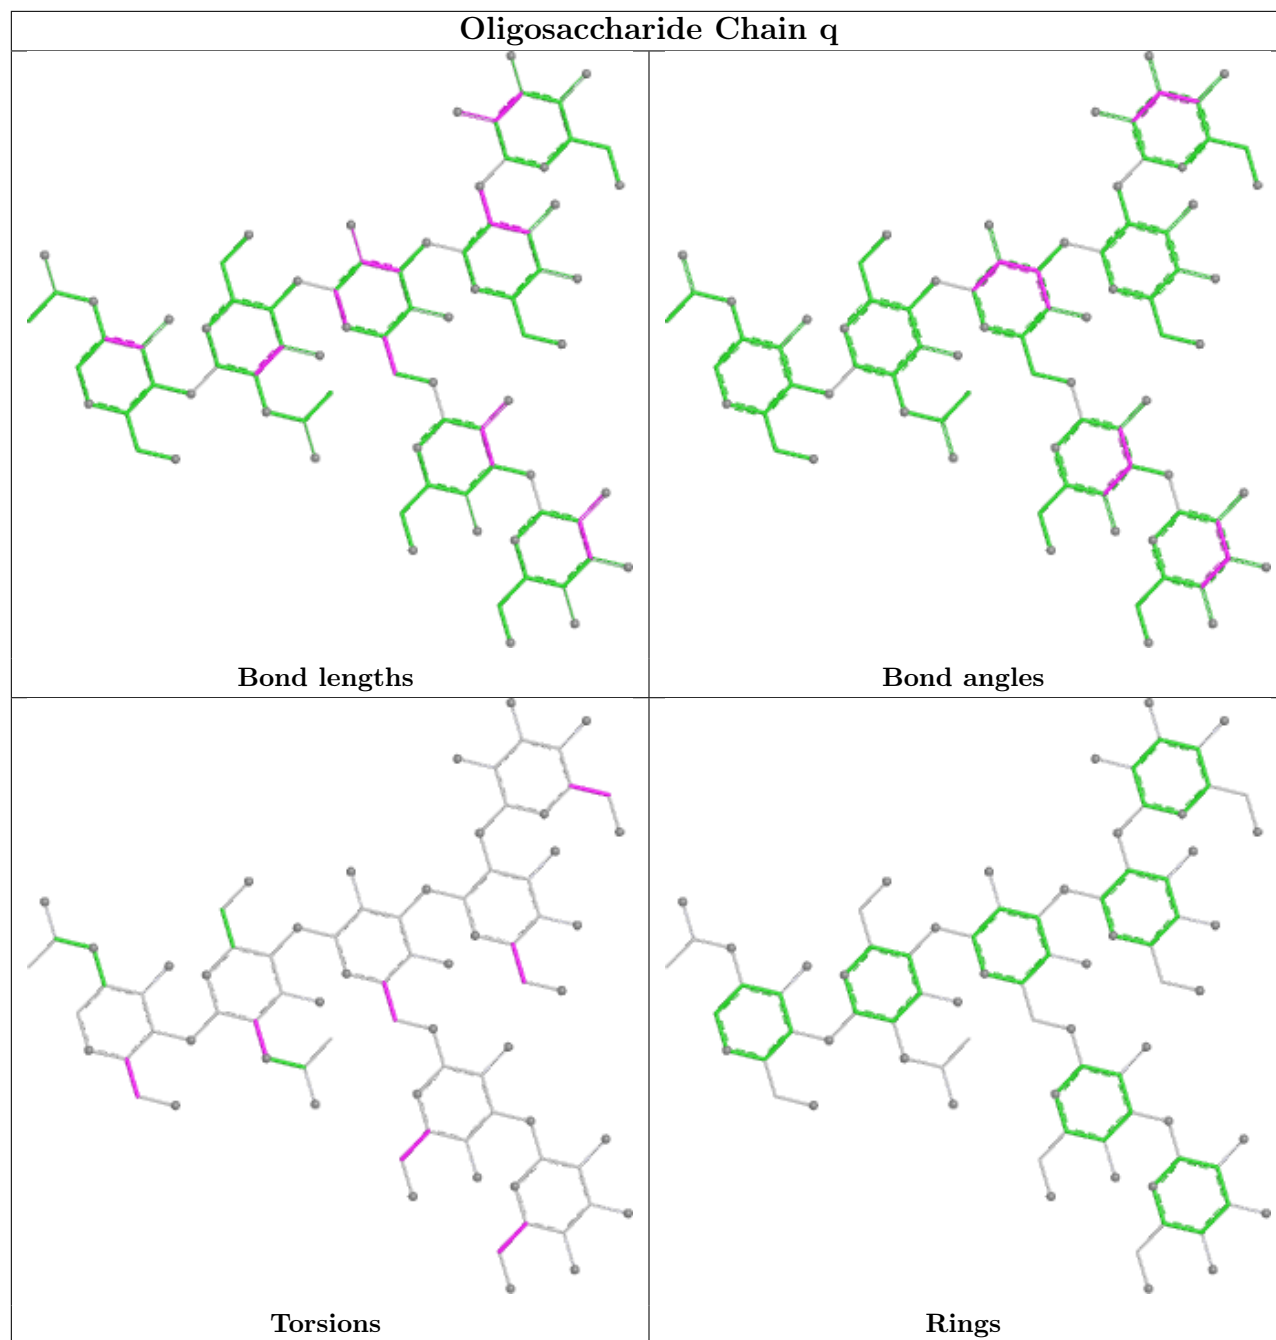 Oligosaccharide Chain q
Bond lengths
Bond angles
Torsions
Rings